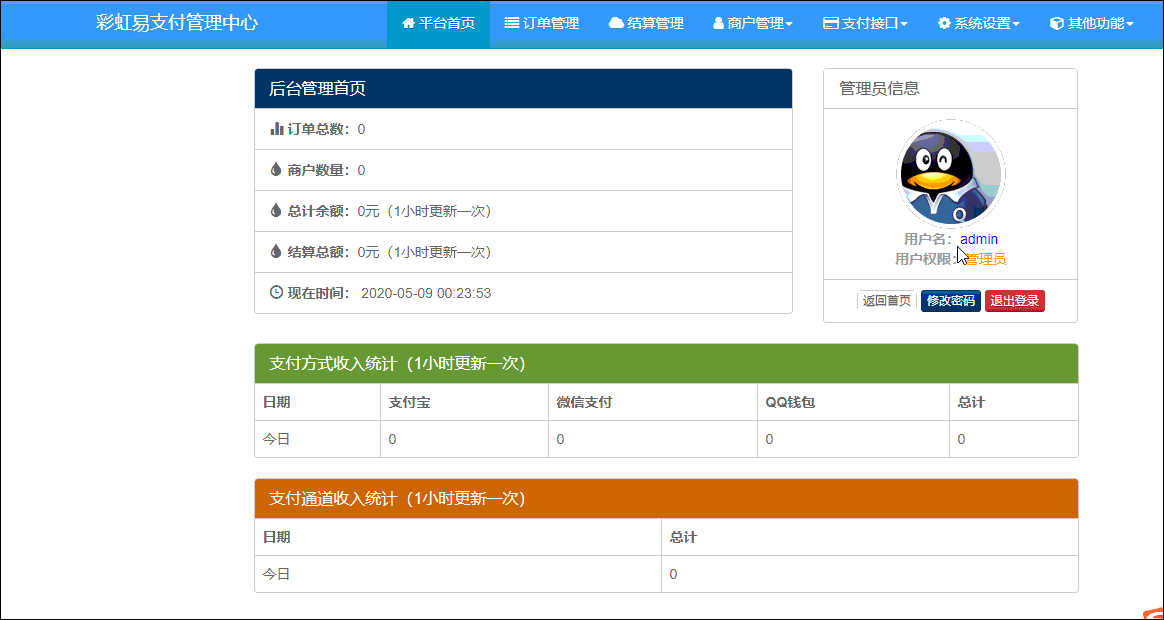 彩虹易支付管理中心 平台首页 订单管理 结算管理 商户管理 支付接口 系统设置 其他功能
后台管理首页
订单总数：0
商户数量：0
总计余额：0元（1小时更新一次）
结算总额：0元（1小时更新一次）
现在时间： 2020-05-09 00:23:53
管理员信息
用户名：admin
用户权限：管理员
返回首页 修改密码 退出登录
支付方式收入统计（1小时更新一次）
日期 支付宝 微信支付 QQ钱包 总计
今日 0 0 0 0
支付通道收入统计（1小时更新一次）
日期 总计
今日 0